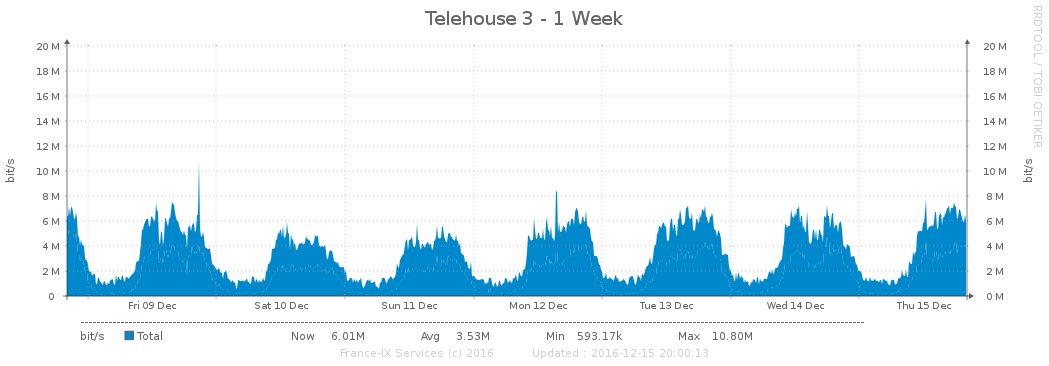 Telehouse 3 - 1 Week
RRDTOOL / TOBI OETIKER
bit/s
20 M
18 M
16 M
14 M
12 M
10 M
8 M
6 M
4 M
2 M
0
20 M
18 M
16 M
14 M
12 M
10 M
8 M
6 M
4 M
2 M
0 M
bit/s
Fri 09 Dec Sat 10 Dec Sun 11 Dec Mon 12 Dec Tue 13 Dec Wed 14 Dec Thu 15 Dec
bit/s Total Now 6.01M Avg 3.53M Min 593.17k Max 10.80M
France-IX Services (c) 2016 Updated : 2016-12-15 20:00:13